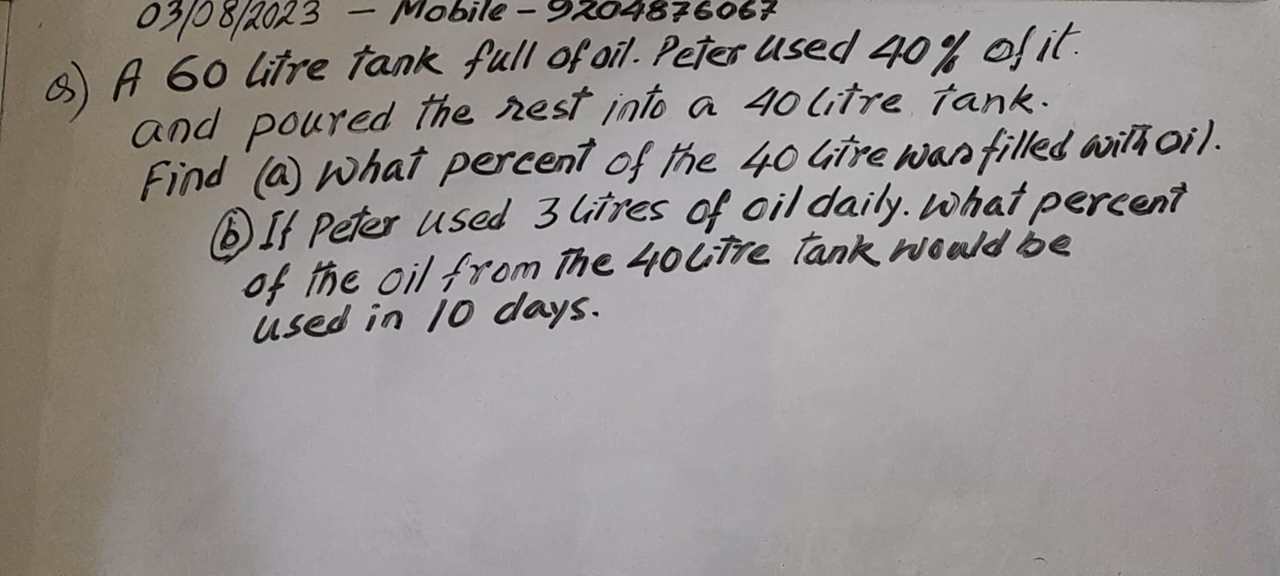 03/08/2023 - Mobile - 9204876067
Q) A 60 litre tank full of oil. Peter used 40% of it.
and poured the rest into a 40 litre tank.
Find (a) what percent of the 40 litre was filled with oil.
(b) If Peter used 3 litres of oil daily. what percent
of the oil from the 40 litre tank would be
used in 10 days.